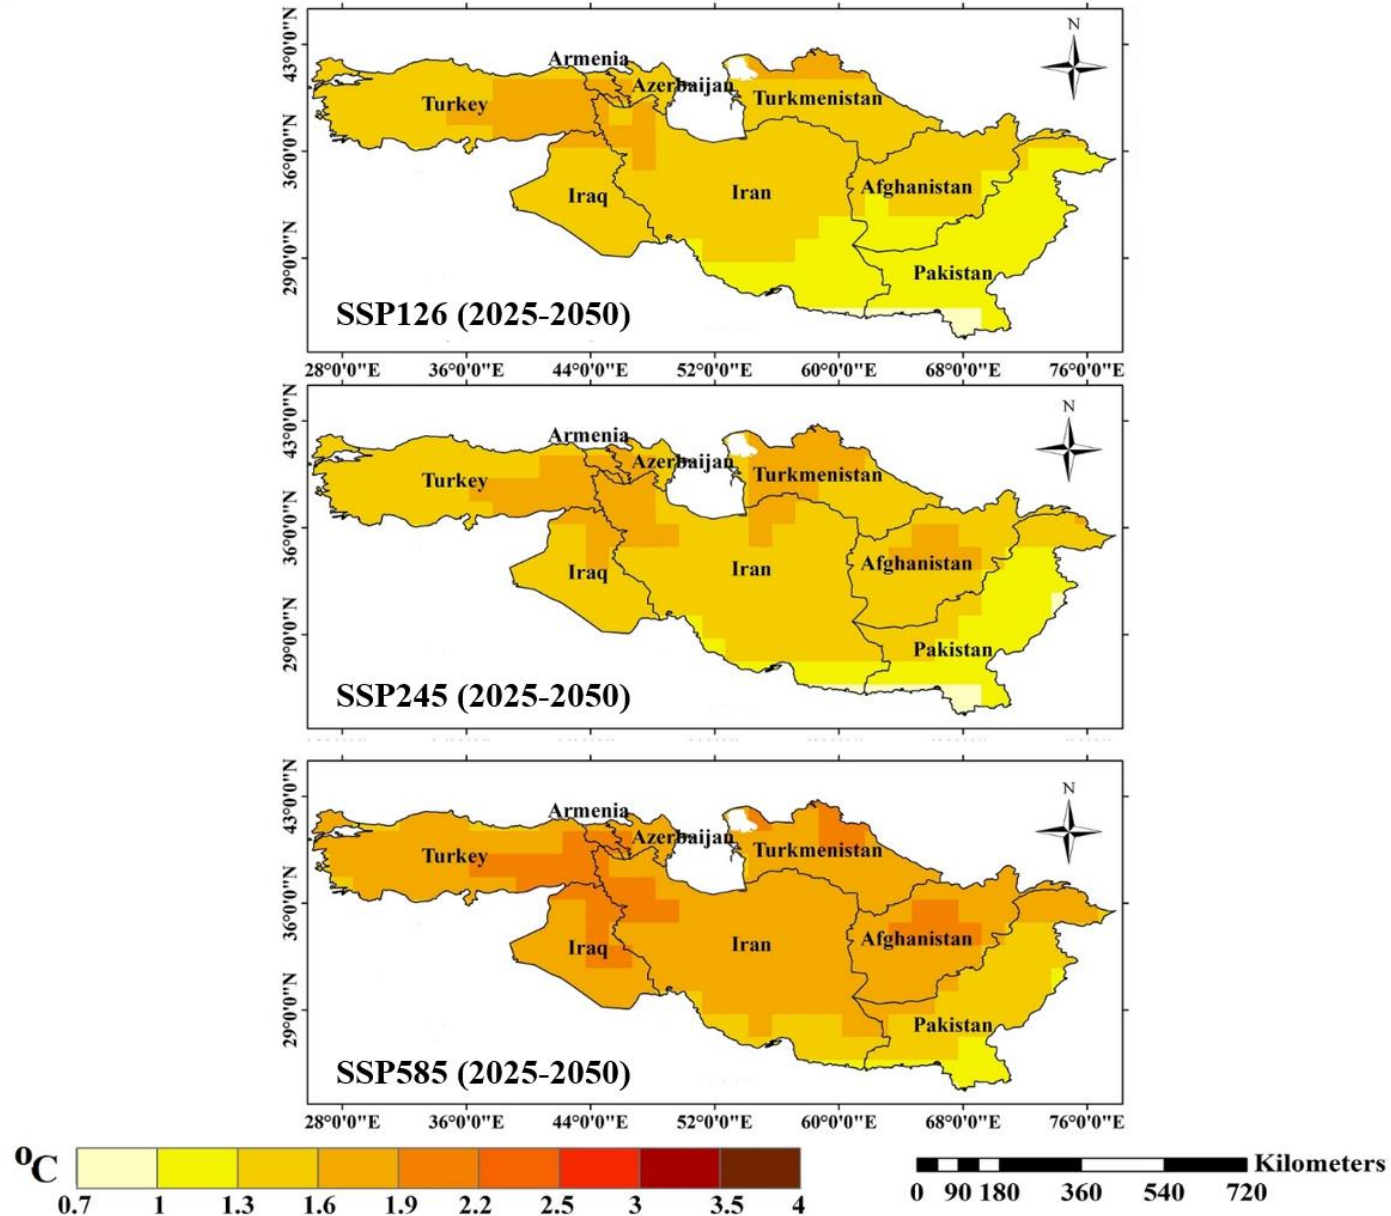 N
43°0'0"N
Armenia
Azerbaijan
Turkey
Turkmenistan
36°0'0"N
Iraq
Iran
Afghanistan
29°0'0"N
Pakistan
SSP126 (2025-2050)
28°0'0"E 36°0'0"E 44°0'0"E 52°0'0"E 60°0'0"E 68°0'0"E 76°0'0"E
N
43°0'0"N
Armenia
Azerbaijan
Turkey
Turkmenistan
36°0'0"N
Iraq
Iran
Afghanistan
29°0'0"N
Pakistan
SSP245 (2025-2050)
N
43°0'0"N
Armenia
Azerbaijan
Turkey
Turkmenistan
36°0'0"N
Iraq
Iran
Afghanistan
29°0'0"N
Pakistan
SSP585 (2025-2050)
28°0'0"E 36°0'0"E 44°0'0"E 52°0'0"E 60°0'0"E 68°0'0"E 76°0'0"E
°C
0.7 1 1.3 1.6 1.9 2.2 2.5 3 3.5 4
Kilometers
0 90 180 360 540 720